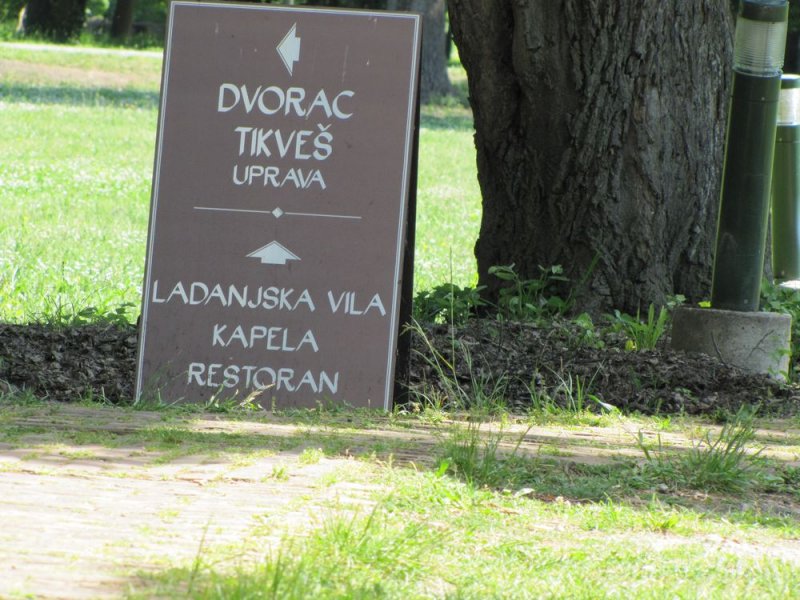 DVORAC
TIKVEŠ
UPRAVA
LADANJSKA VILA
KAPELA
RESTORAN